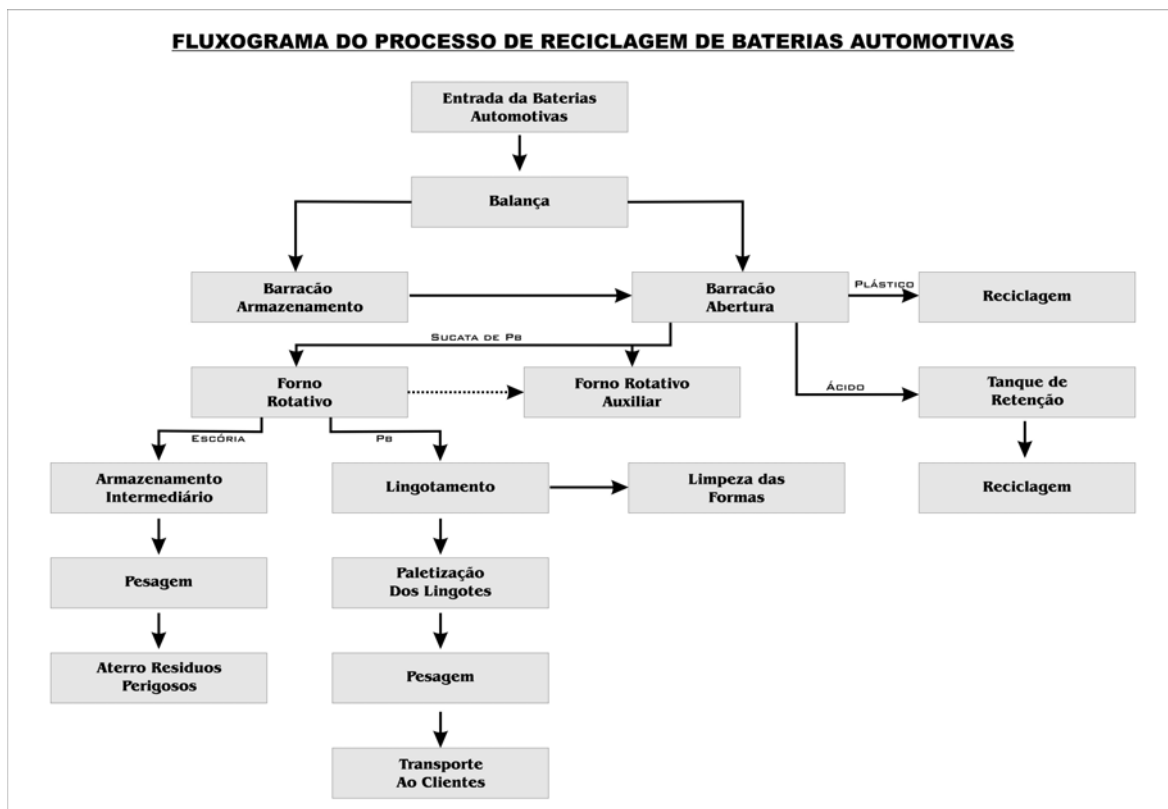 FLUXOGRAMA DO PROCESSO DE RECICLAGEM DE BATERIAS AUTOMOTIVAS
Entrada da Baterias
Automotivas
Balança
Barracão
Armazenamento
Barracão
Abertura
PLÁSTICO
Reciclagem
SUCATA DE PB
Forno
Rotativo
Forno Rotativo
Auxiliar
ÁCIDO
Tanque de
Retenção
ESCÓRIA
PB
Armazenamento
Intermediário
Lingotamento
Limpeza das
Formas
Reciclagem
Pesagem
Paletização
Dos Lingotes
Aterro Residuos
Perigosos
Pesagem
Transporte
Ao Clientes